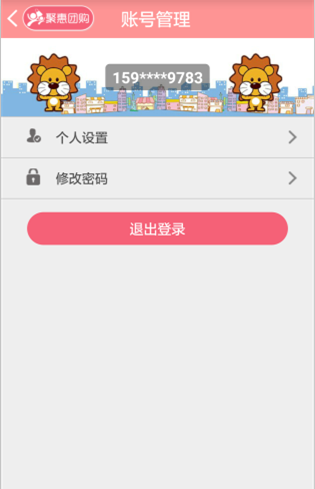 聚惠团购
账号管理
159****9783
个人设置
修改密码
退出登录